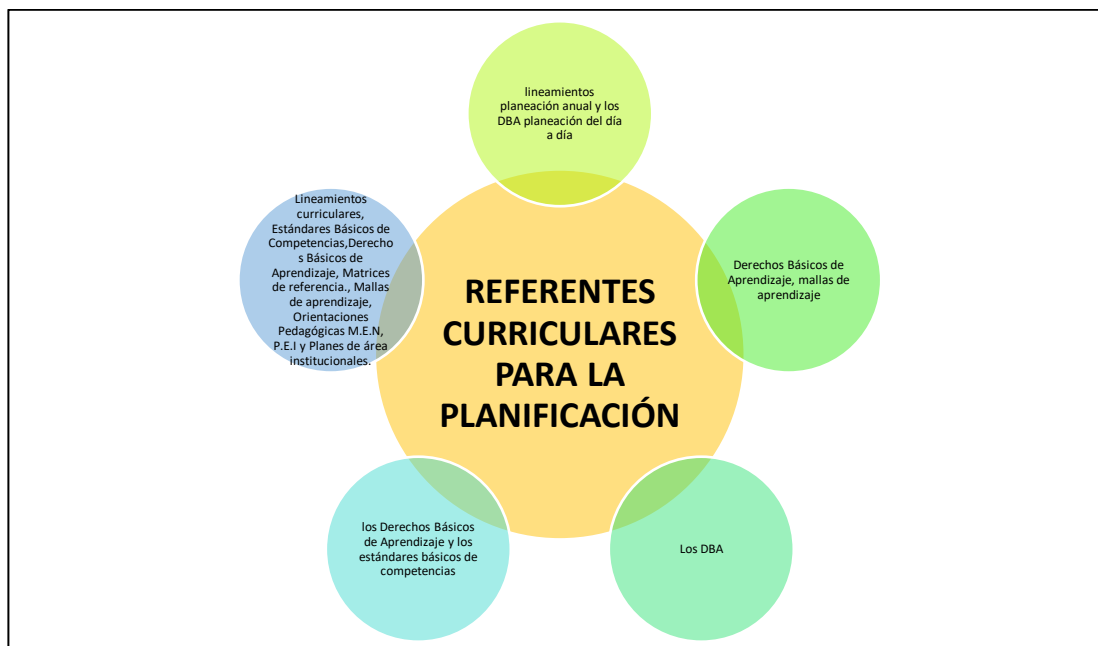 lineamientos
planeación anual y los
DBA planeación del día
a día
Lineamientos
curriculares,
Estándares Básicos de
Competencias,Derecho
s Básicos de
Aprendizaje, Matrices
de referencia., Mallas
de aprendizaje,
Orientaciones
Pedagógicas M.E.N,
P.E.I y Planes de área
institucionales.
REFERENTES
CURRICULARES
PARA LA
PLANIFICACIÓN
Derechos Básicos de
Aprendizaje, mallas de
aprendizaje
los Derechos Básicos
de Aprendizaje y los
estándares básicos de
competencias
Los DBA